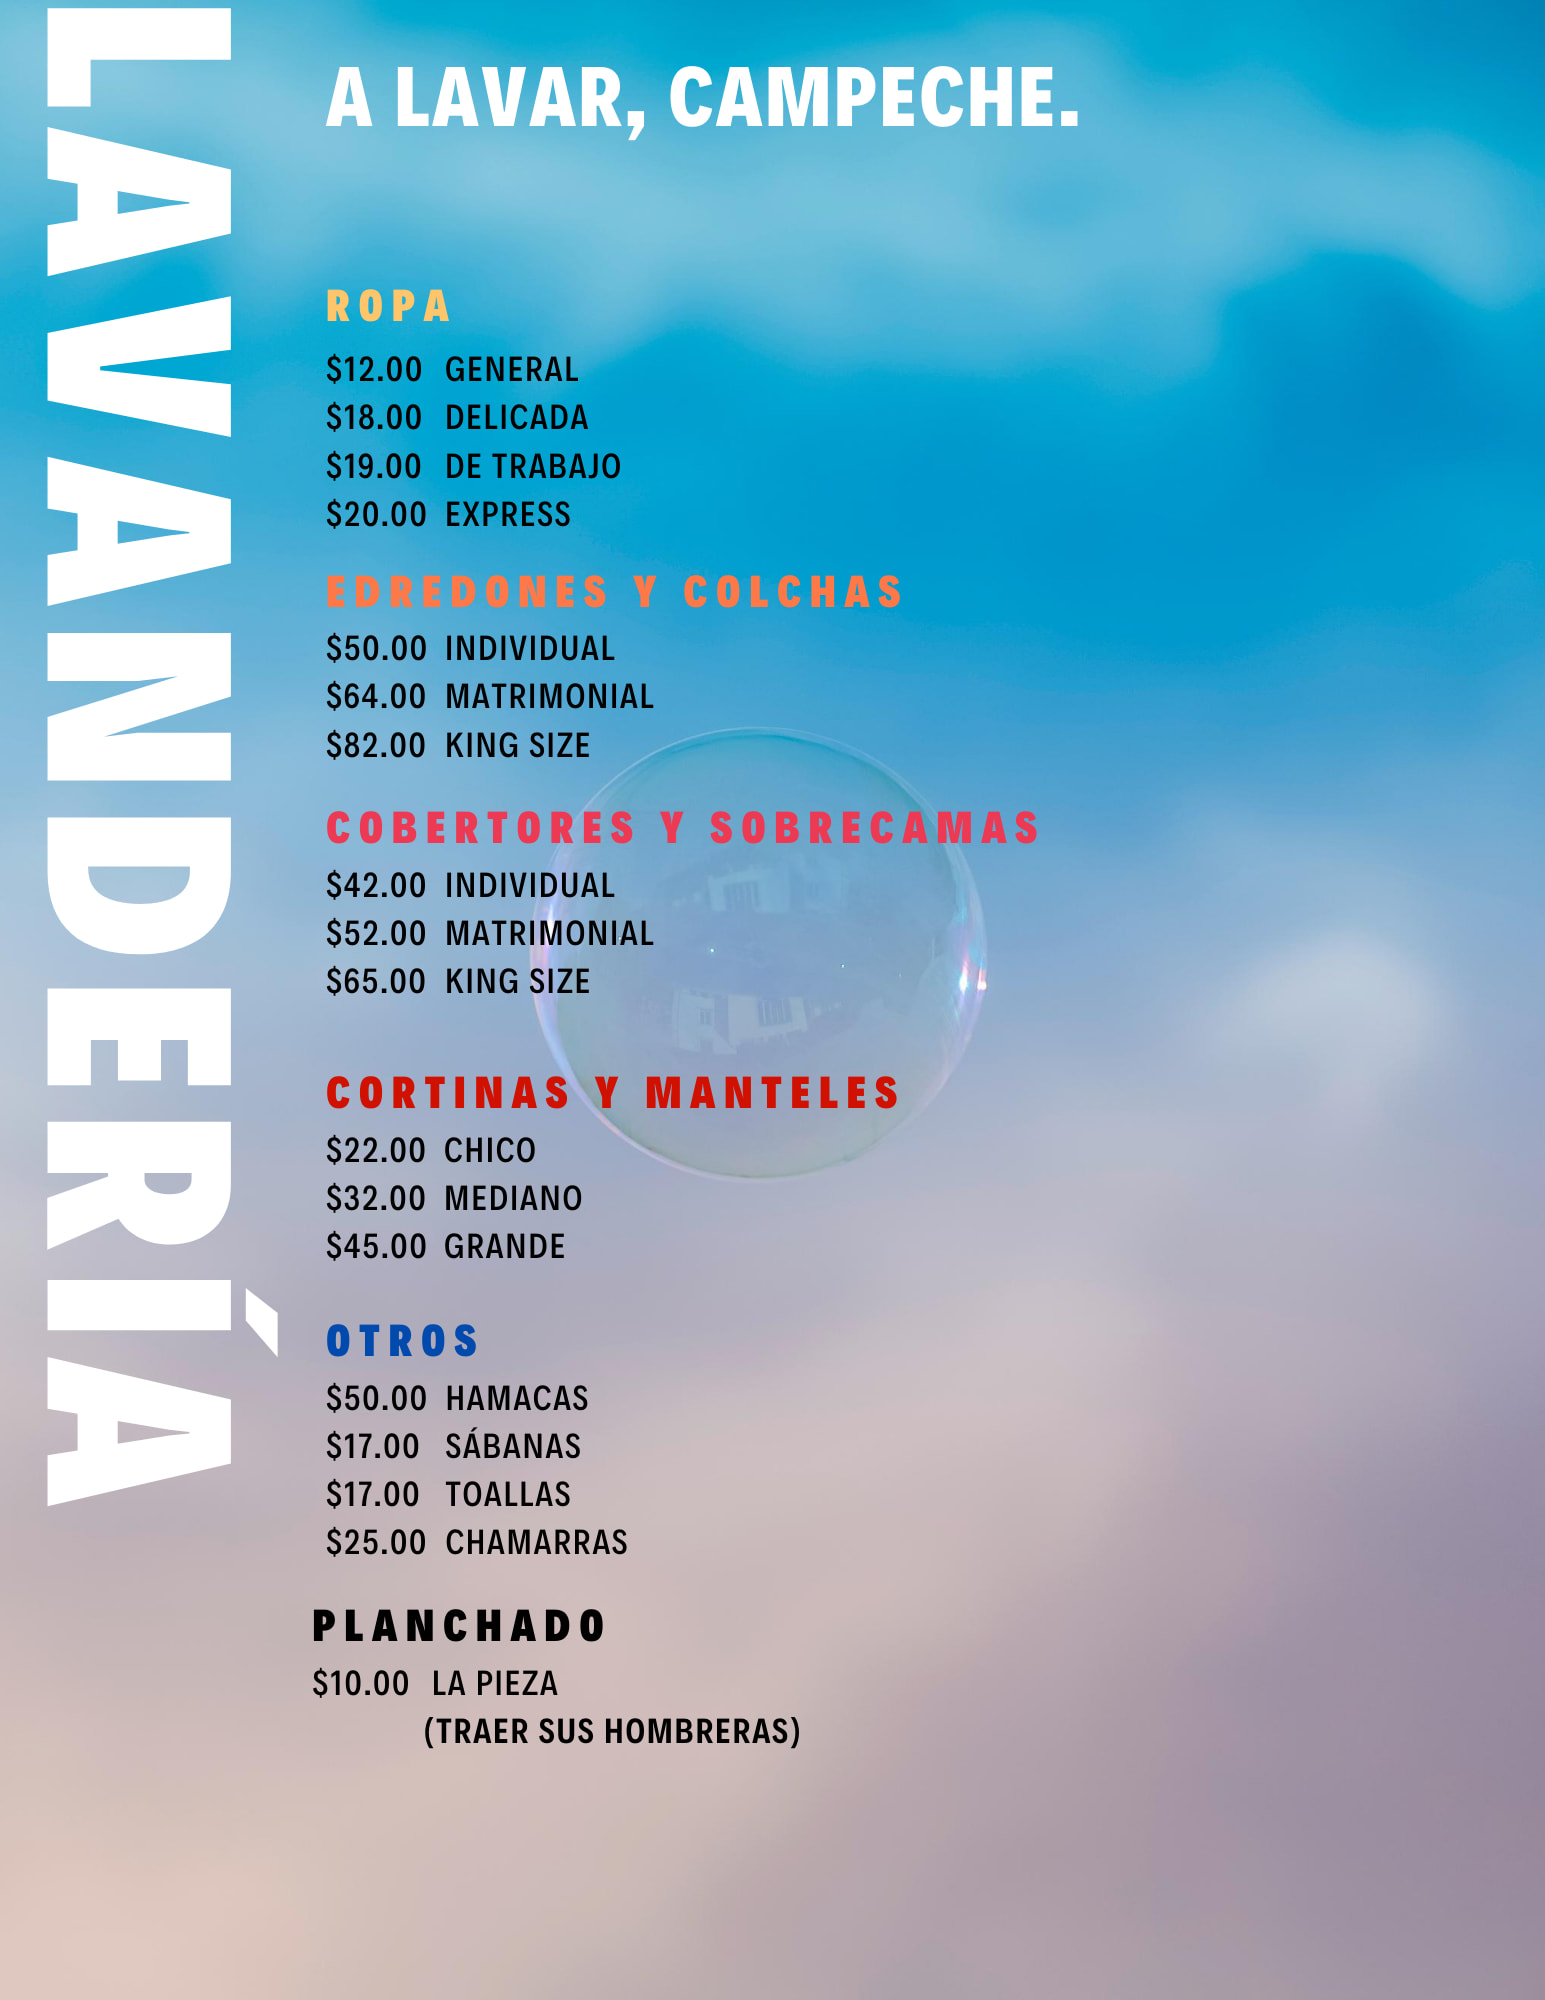 LAVANDERÍA
A LAVAR, CAMPECHE.
ROPA
$12.00 GENERAL
$18.00 DELICADA
$19.00 DE TRABAJO
$20.00 EXPRESS
EDREDONES Y COLCHAS
$50.00 INDIVIDUAL
$64.00 MATRIMONIAL
$82.00 KING SIZE
COBERTORES Y SOBRECAMAS
$42.00 INDIVIDUAL
$52.00 MATRIMONIAL
$65.00 KING SIZE
CORTINAS Y MANTELES
$22.00 CHICO
$32.00 MEDIANO
$45.00 GRANDE
OTROS
$50.00 HAMACAS
$17.00 SÁBANAS
$17.00 TOALLAS
$25.00 CHAMARRAS
PLANCHADO
$10.00 LA PIEZA
(TRAER SUS HOMBRERAS)